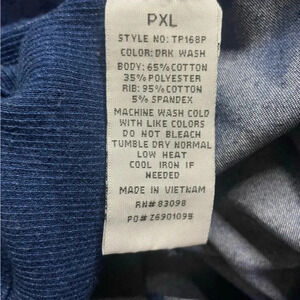 PXL
STYLE NO: TP168P
COLOR: DRK WASH
BODY: 65% COTTON
35% POLYESTER
RIB: 95% COTTON
5% SPANDEX
MACHINE WASH COLD
WITH LIKE COLORS
DO NOT BLEACH
TUMBLE DRY NORMAL
LOW HEAT
COOL IRON IF
NEEDED
MADE IN VIETNAM
RN# 83098
PO# Z6901095